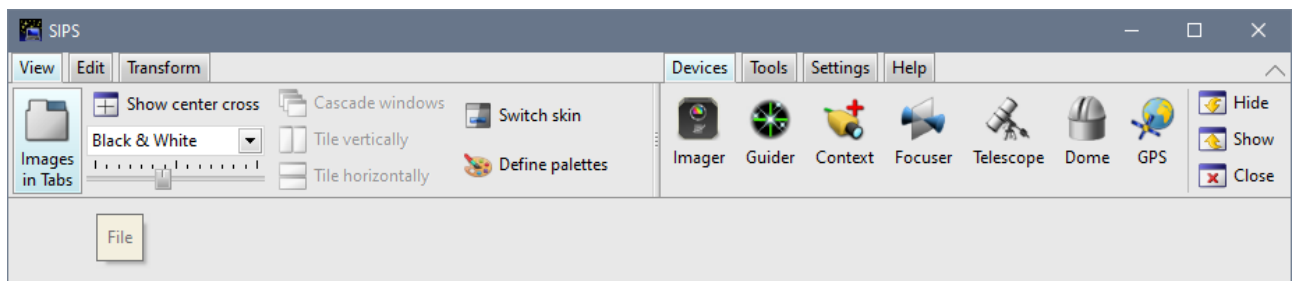 SIPS
View Edit Transform Devices Tools Settings Help
Images in Tabs
Show center cross
Black & White
Cascade windows
Tile vertically
Tile horizontally
Switch skin
Define palettes
Imager Guider Context Focuser Telescope Dome GPS
Hide
Show
Close
File